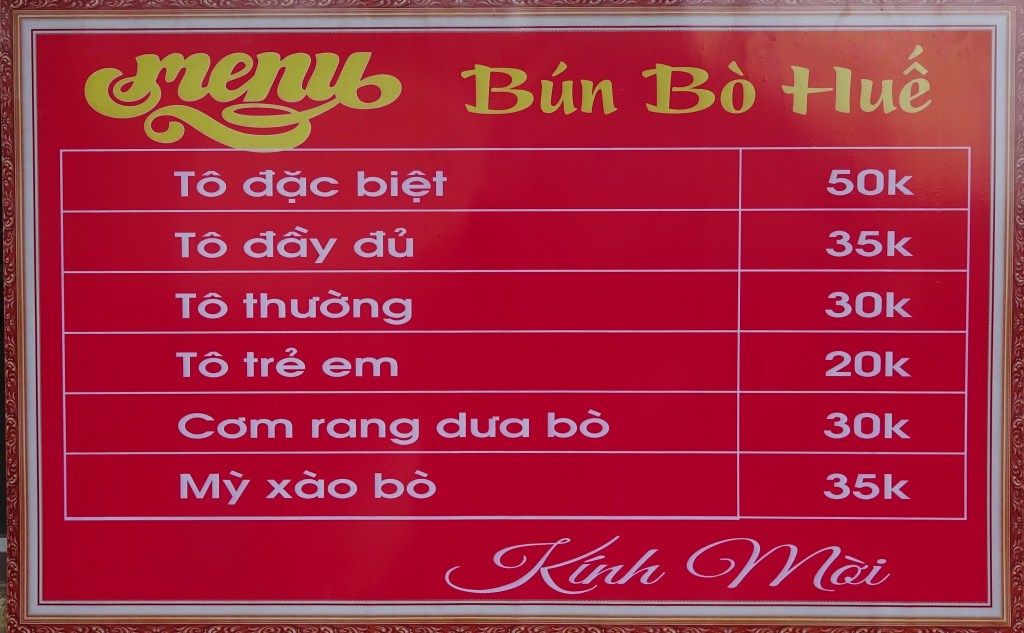 menu Bún Bò Huế
Tô đặc biệt 50k
Tô đầy đủ 35k
Tô thường 30k
Tô trẻ em 20k
Cơm rang dưa bò 30k
Mỳ xào bò 35k
Kính Mời